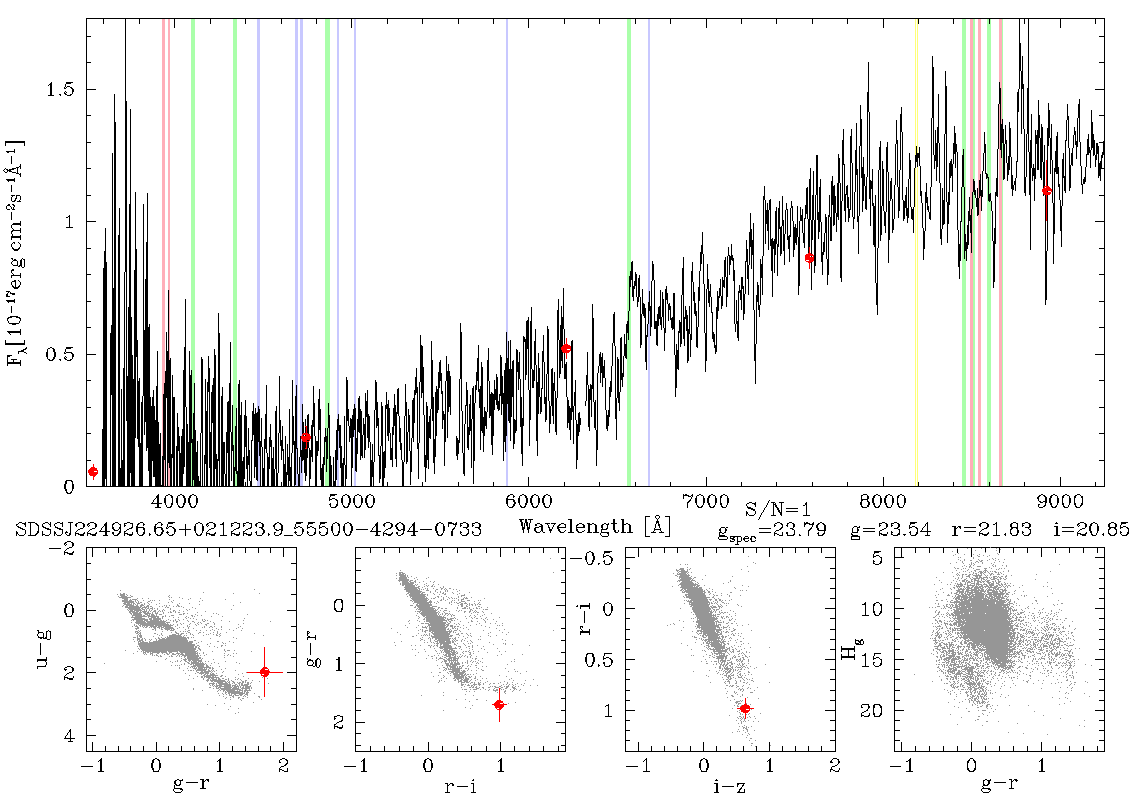 1.5
1
0.5
0
F_λ [10⁻¹⁷erg cm⁻²s⁻¹Å⁻¹]
4000 5000 6000 7000 8000 9000
S/N=1
SDSSJ224926.65+021223.9_55500-4294-0733
Wavelength [Å]
g_spec=23.79 g=23.54 r=21.83 i=20.85
−2
0
2
4
u−g
−1 0 1 2
g−r
0
1
2
g−r
−1 0 1 2
r−i
−0.5
0
0.5
1
r−i
−1 0 1 2
i−z
5
10
15
20
H_g
−1 0 1
g−r